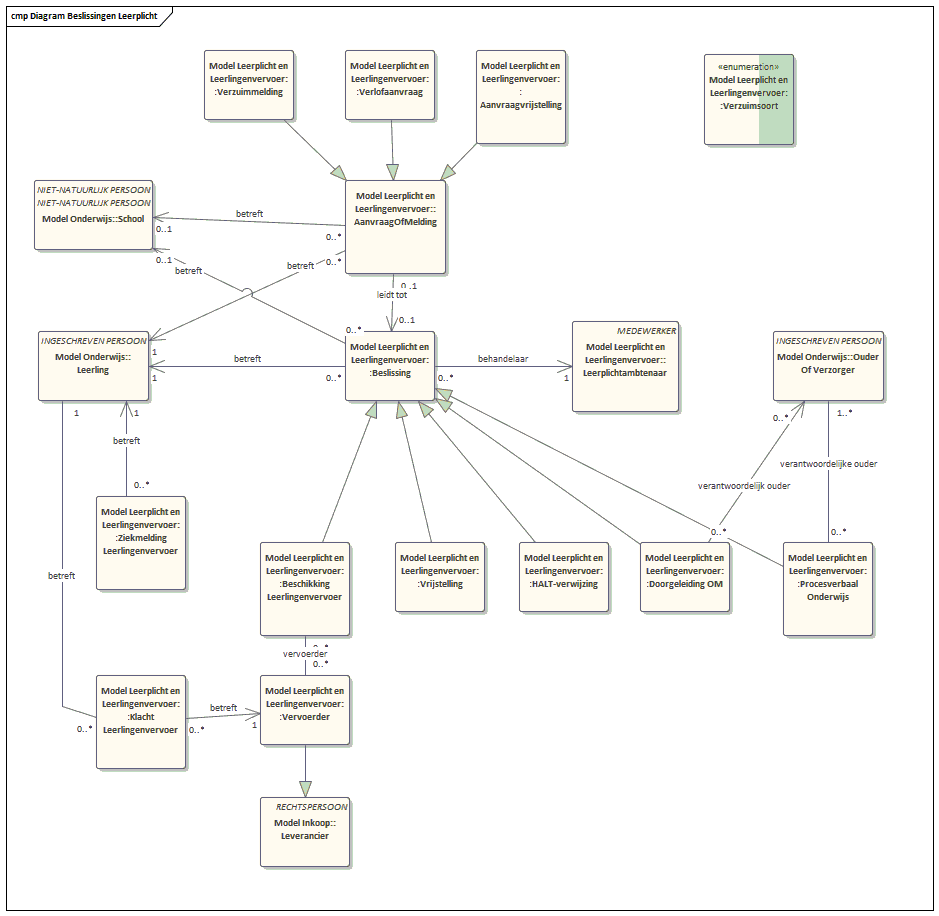 cmp Diagram Beslissingen Leerplicht
Model Leerplicht en
Leerlingenvervoer:
:Verzuimmelding
Model Leerplicht en
Leerlingenvervoer:
:Verlofaanvraag
Model Leerplicht en
Leerlingenvervoer:
:
Aanvraagvrijstelling
«enumeration»
Model Leerplicht en
Leerlingenvervoer:
:Verzuimsoort
NIET-NATUURLIJK PERSOON
NIET-NATUURLIJK PERSOON
Model Onderwijs::School
Model Leerplicht en
Leerlingenvervoer::
AanvraagOfMelding
betreft
0..1
0..*
0..1
betreft
betreft
0..*
0..1
leidt tot
0..1
0..*
INGESCHREVEN PERSOON
Model Onderwijs::
Leerling
1
betreft
1
0..*
Model Leerplicht en
Leerlingenvervoer:
:Beslissing
behandelaar
0..*
1
MEDEWERKER
Model Leerplicht en
Leerlingenvervoer::
Leerplichtambtenaar
INGESCHREVEN PERSOON
Model Onderwijs::Ouder
Of Verzorger
1
1
betreft
0..*
0..*
1..*
verantwoordelijke ouder
verantwoordelijk ouder
0..*
0..*
Model Leerplicht en
Leerlingenvervoer:
:Ziekmelding
Leerlingenvervoer
betreft
Model Leerplicht en
Leerlingenvervoer:
:Beschikking
Leerlingenvervoer
Model Leerplicht en
Leerlingenvervoer:
:Vrijstelling
Model Leerplicht en
Leerlingenvervoer:
:HALT-verwijzing
Model Leerplicht en
Leerlingenvervoer:
:Doorgeleiding OM
Model Leerplicht en
Leerlingenvervoer:
:Procesverbaal
Onderwijs
0..*
vervoerder
0..*
Model Leerplicht en
Leerlingenvervoer:
:Klacht
Leerlingenvervoer
0..*
betreft
0..*
1
Model Leerplicht en
Leerlingenvervoer:
:Vervoerder
RECHTSPERSOON
Model Inkoop::
Leverancier